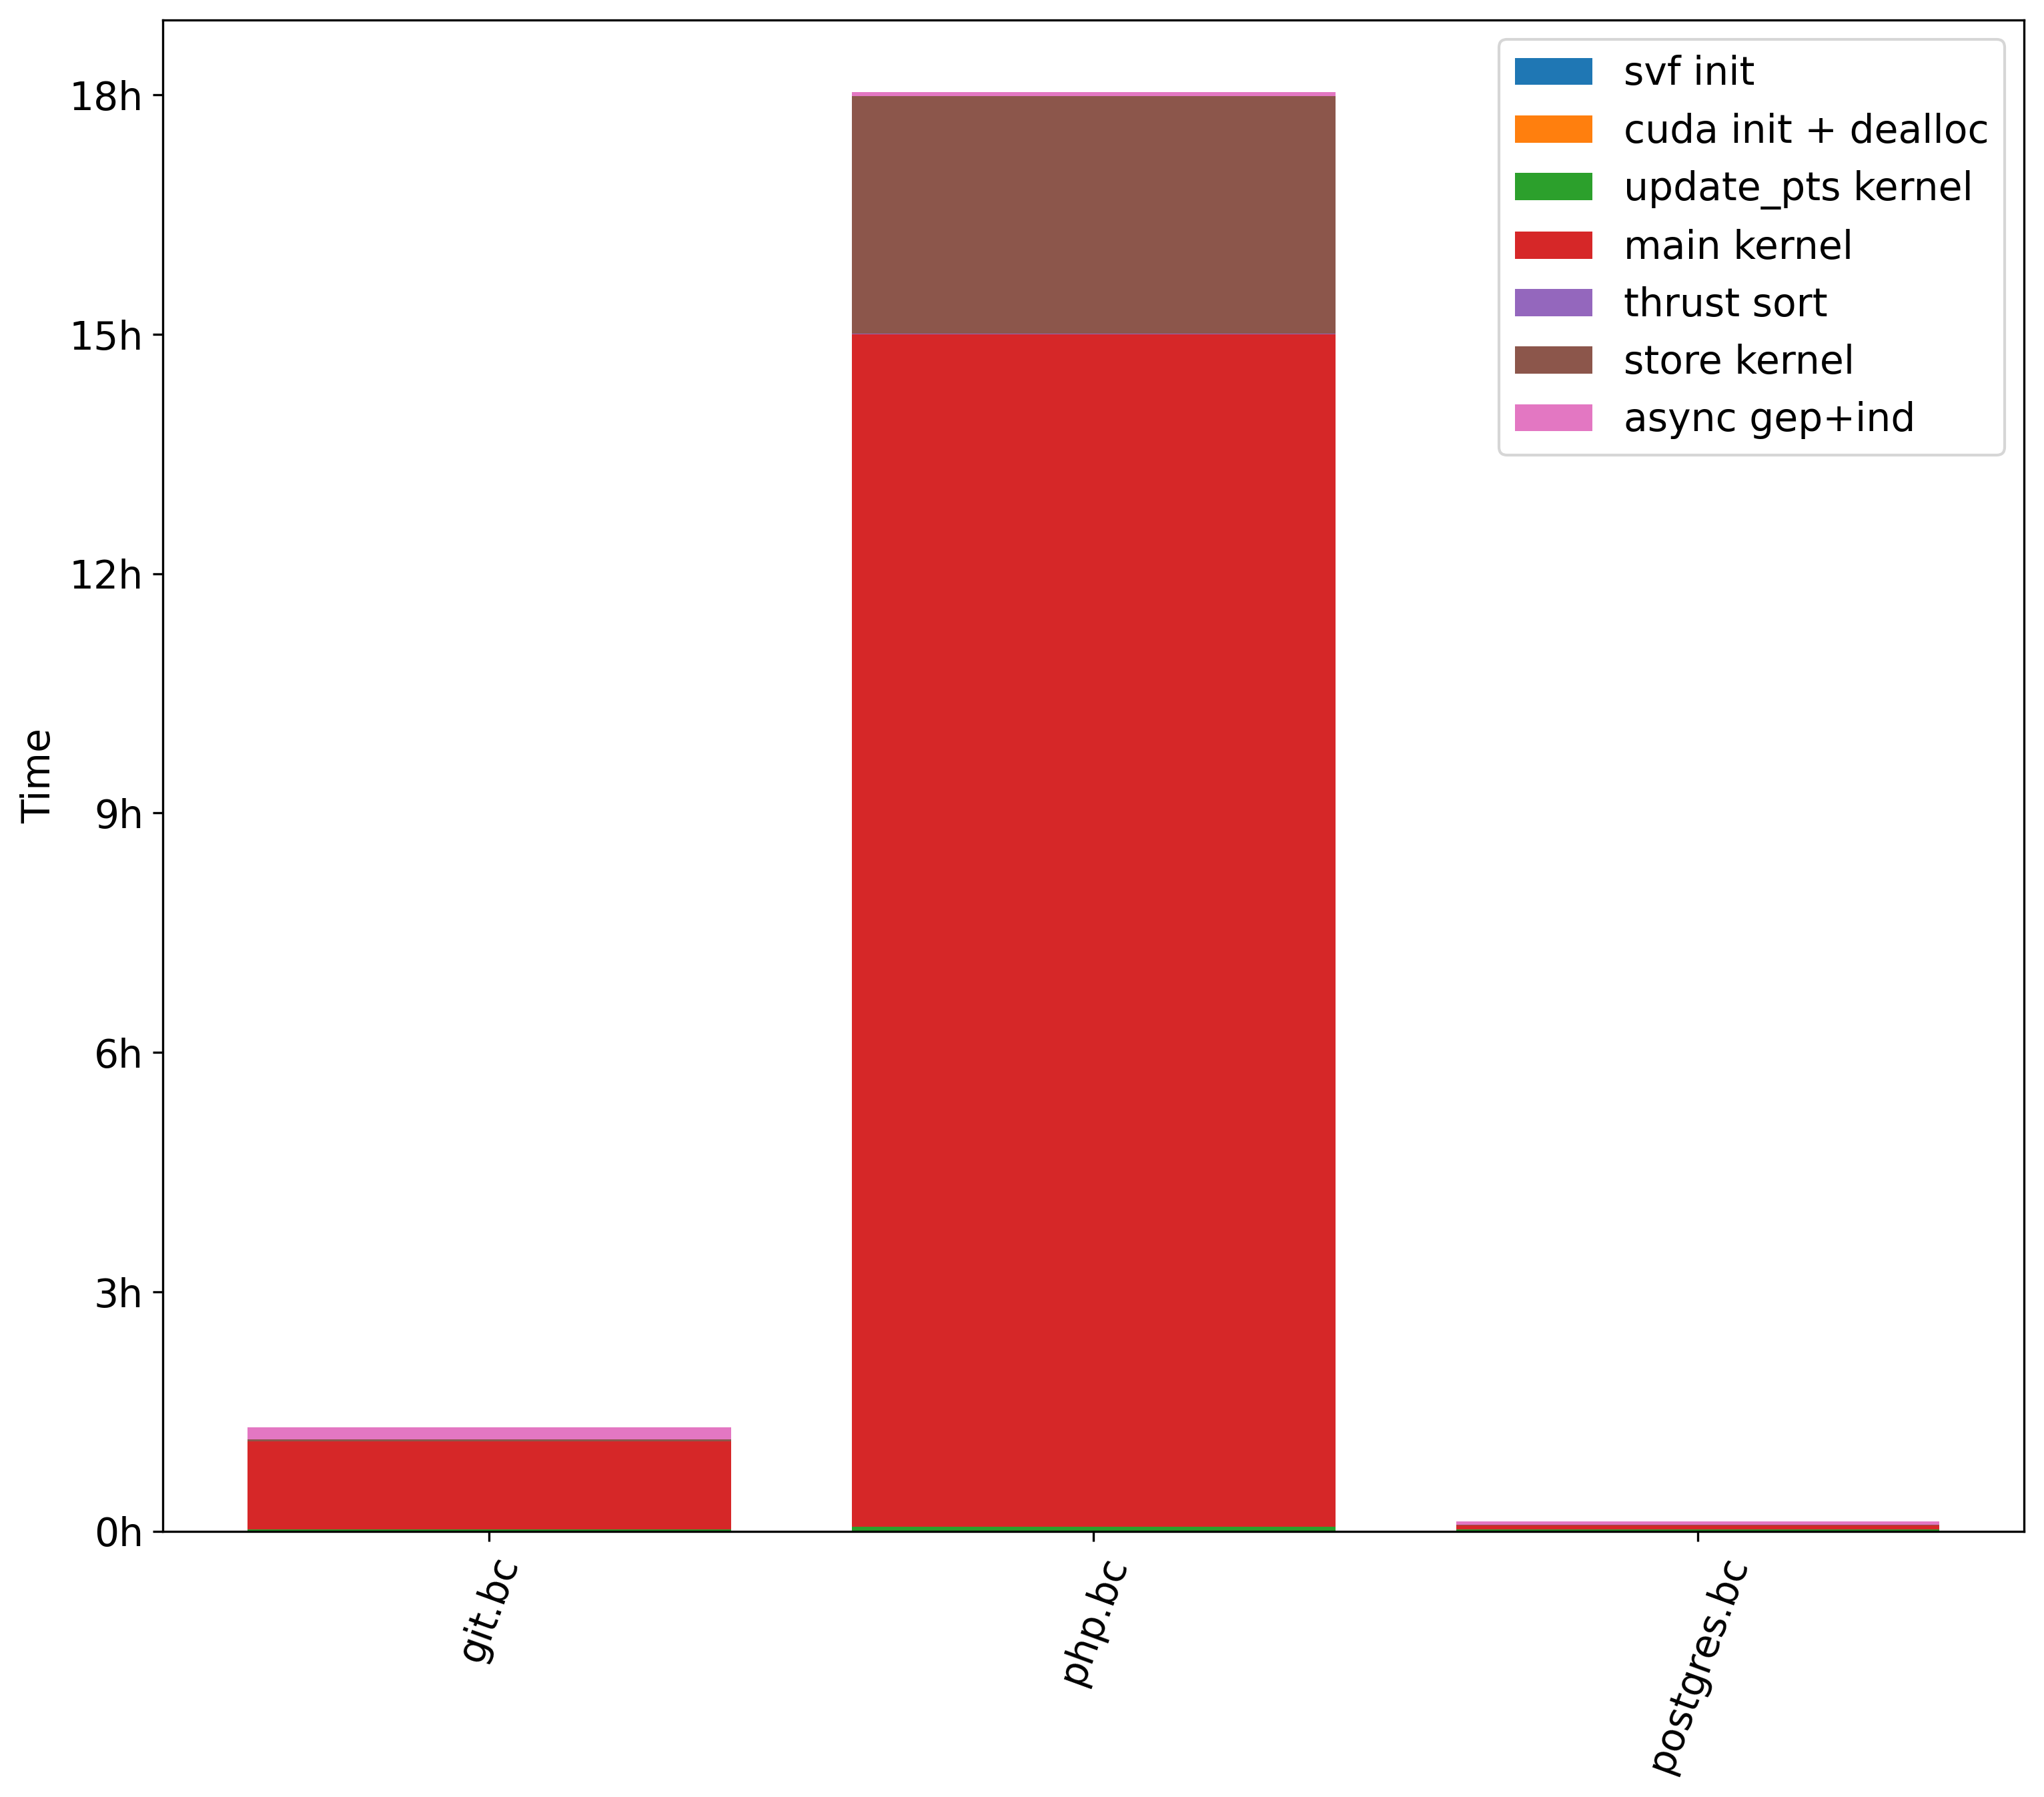 18h
15h
12h
9h
6h
3h
0h
Time
git.bc
php.bc
postgres.bc
svf init
cuda init + dealloc
update_pts kernel
main kernel
thrust sort
store kernel
async gep+ind